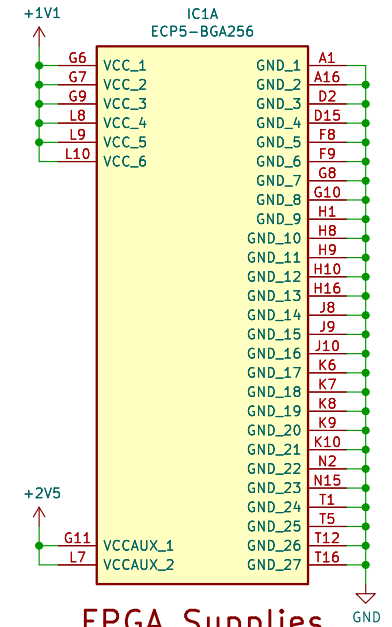 +1V1
IC1A
ECP5-BGA256
G6 VCC_1 GND_1 A1
G7 VCC_2 GND_2 A16
G9 VCC_3 GND_3 D2
L8 VCC_4 GND_4 D15
L9 VCC_5 GND_5 F8
L10 VCC_6 GND_6 F9
GND_7 G8
GND_8 G10
GND_9 H1
GND_10 H8
GND_11 H9
GND_12 H10
GND_13 H16
GND_14 J8
GND_15 J9
GND_16 J10
GND_17 K6
GND_18 K7
GND_19 K8
GND_20 K9
GND_21 K10
GND_22 N2
+2V5
GND_23 N15
GND_24 T1
GND_25 T5
G11 VCCAUX_1 GND_26 T12
L7 VCCAUX_2 GND_27 T16
GND
FPGA Supplies